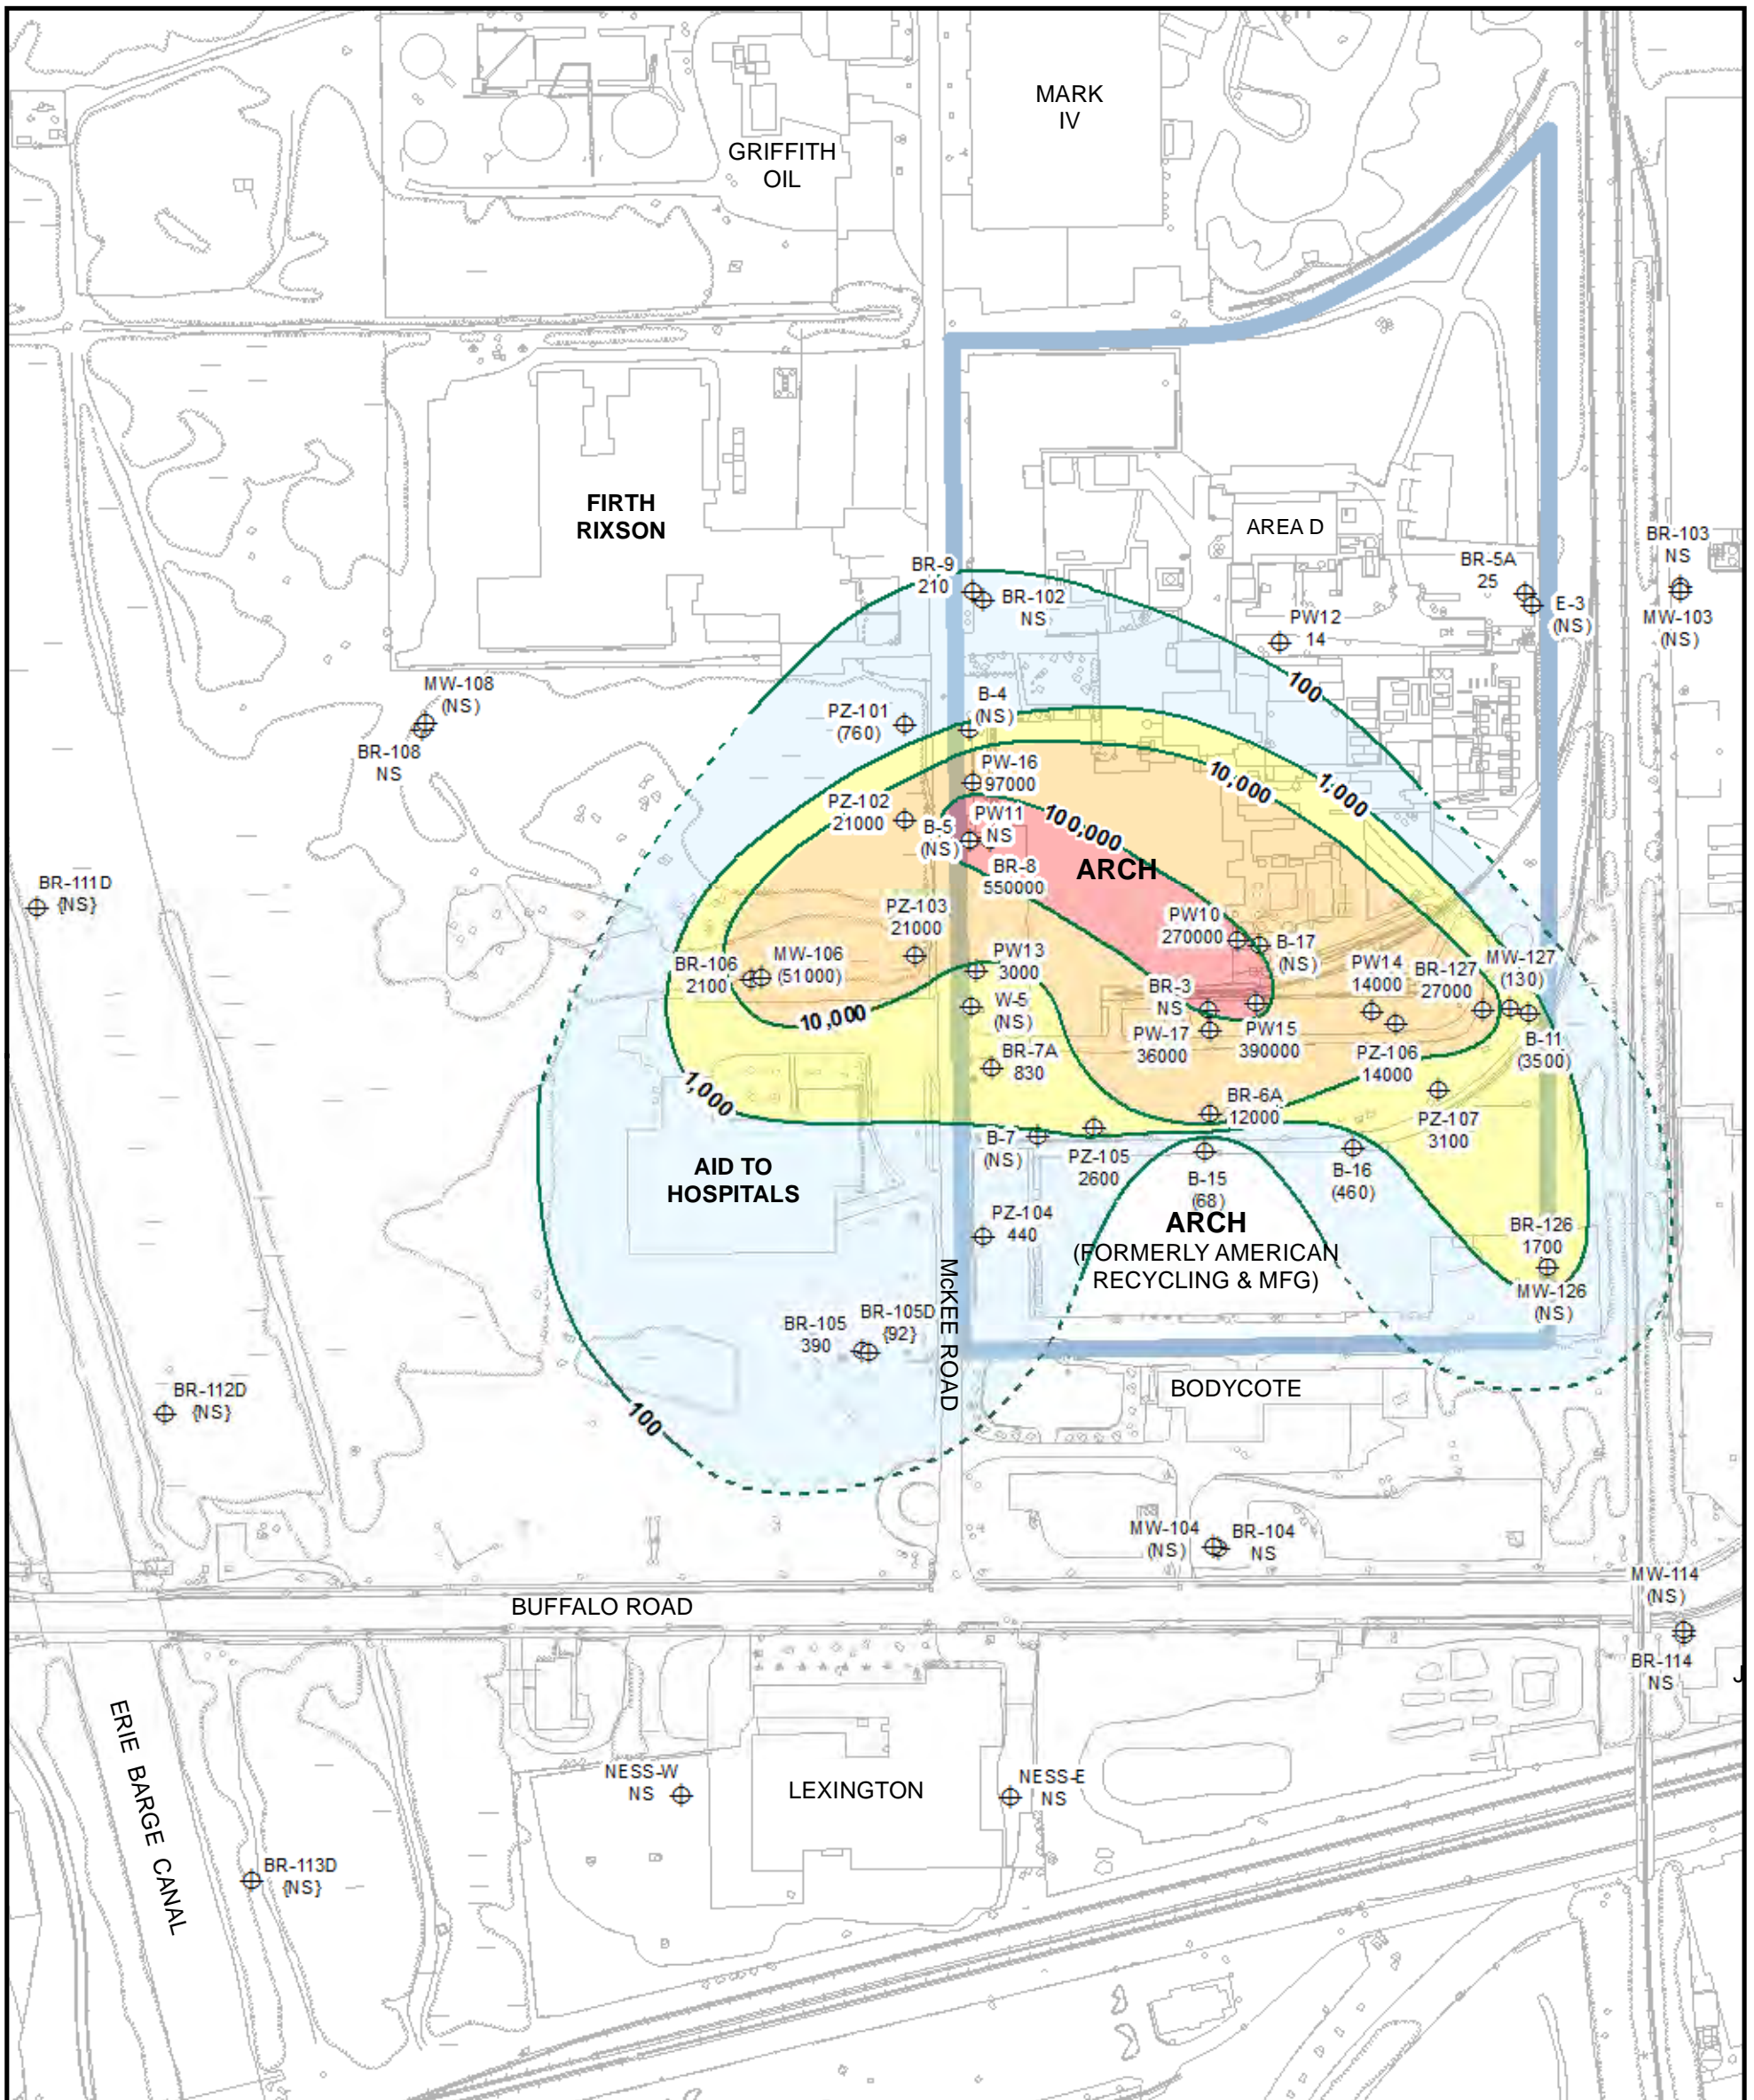 MARK
IV
GRIFFITH
OIL
FIRTH
RIXSON
AREA D
BR-103
NS
MW-103
(NS)
BR-5A
25
E-3
(NS)
BR-9
210
BR-102
NS
PW12
14
100
MW-108
(NS)
BR-108
NS
PZ-101
(760)
B-4
(NS)
PW-16
97000
10,000
1,000
PZ-102
21000
B-5
(NS)
PW11
NS
100,000
ARCH
BR-8
550000
BR-111D
{NS}
PZ-103
21000
PW10
270000
B-17
(NS)
BR-106
2100
MW-106
(51000)
PW13
3000
PW14
14000
BR-127
27000
MW-127
(130)
BR-3
NS
W-5
(NS)
10,000
PW-17
36000
PW15
390000
B-11
(3500)
BR-7A
830
PZ-106
14000
1,000
BR-6A
12000
PZ-107
3100
B-7
(NS)
PZ-105
2600
B-15
(68)
B-16
(460)
AID TO
HOSPITALS
PZ-104
440
ARCH
(FORMERLY AMERICAN
RECYCLING & MFG)
BR-126
1700
MW-126
(NS)
McKEE ROAD
BR-105
390
BR-105D
{92}
BODYCOTE
BR-112D
{NS}
100
MW-104
(NS)
BR-104
NS
BUFFALO ROAD
MW-114
(NS)
BR-114
NS
J
ERIE BARGE CANAL
NESS-W
NS
LEXINGTON
NESS-E
NS
BR-113D
{NS}